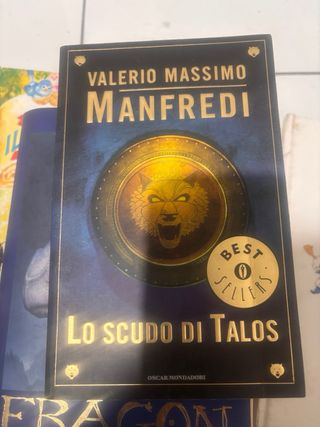 VALERIO MASSIMO
MANFREDI
BEST
SELLERS
LO SCUDO DI TALOS
OSCAR MONDADORI
ERAGON